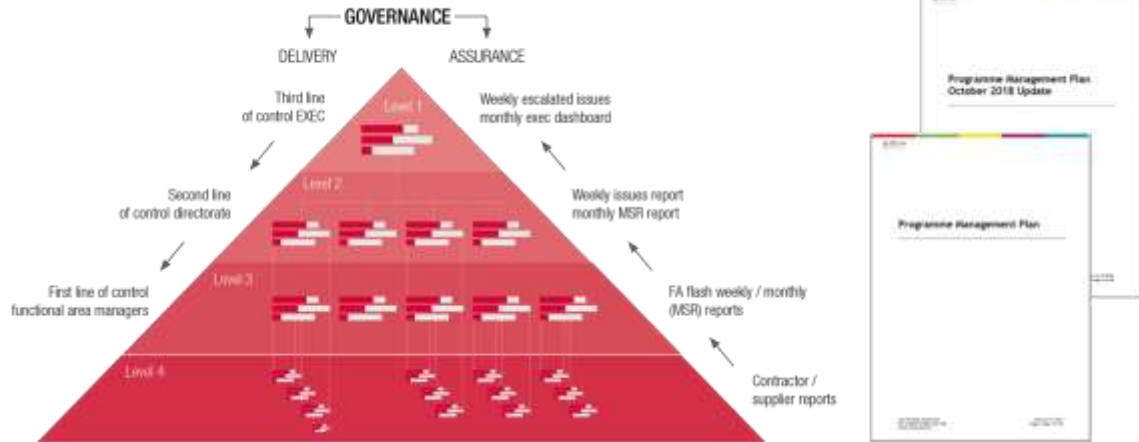 GOVERNANCE
DELIVERY
ASSURANCE
Third line
of control EXEC
Weekly escalated issues
monthly exec dashboard
Level 1
Second line
of control directorate
Level 2
Weekly issues report
monthly MSR report
First line of control
functional area managers
Level 3
FA flash weekly / monthly
(MSR) reports
Level 4
Contractor /
supplier reports
Programme Management Plan
October 2018 Update
Programme Management Plan